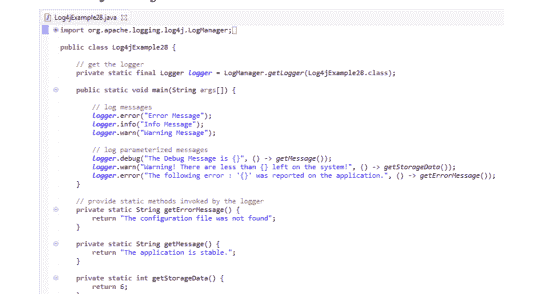 Log4jExample28.java
import org.apache.logging.log4j.LogManager;
public class Log4jExample28 {
// get the logger
private static final Logger logger = LogManager.getLogger(Log4jExample28.class);
public static void main(String args[]) {
// log messages
logger.error("Error Message");
logger.info("Info Message");
logger.warn("Warning Message");
// log parameterized messages
logger.debug("The Debug Message is {}", () -> getMessage());
logger.warn("Warning! There are less than {} left on the system!", () -> getStorageData());
logger.error("The following error : '{}' was reported on the application.", () -> getErrorMessage());
}
// provide static methods invoked by the logger
private static String getErrorMessage() {
return "The configuration file was not found";
}
private static String getMessage() {
return "The application is stable.";
}
private static int getStorageData() {
return 6;
}